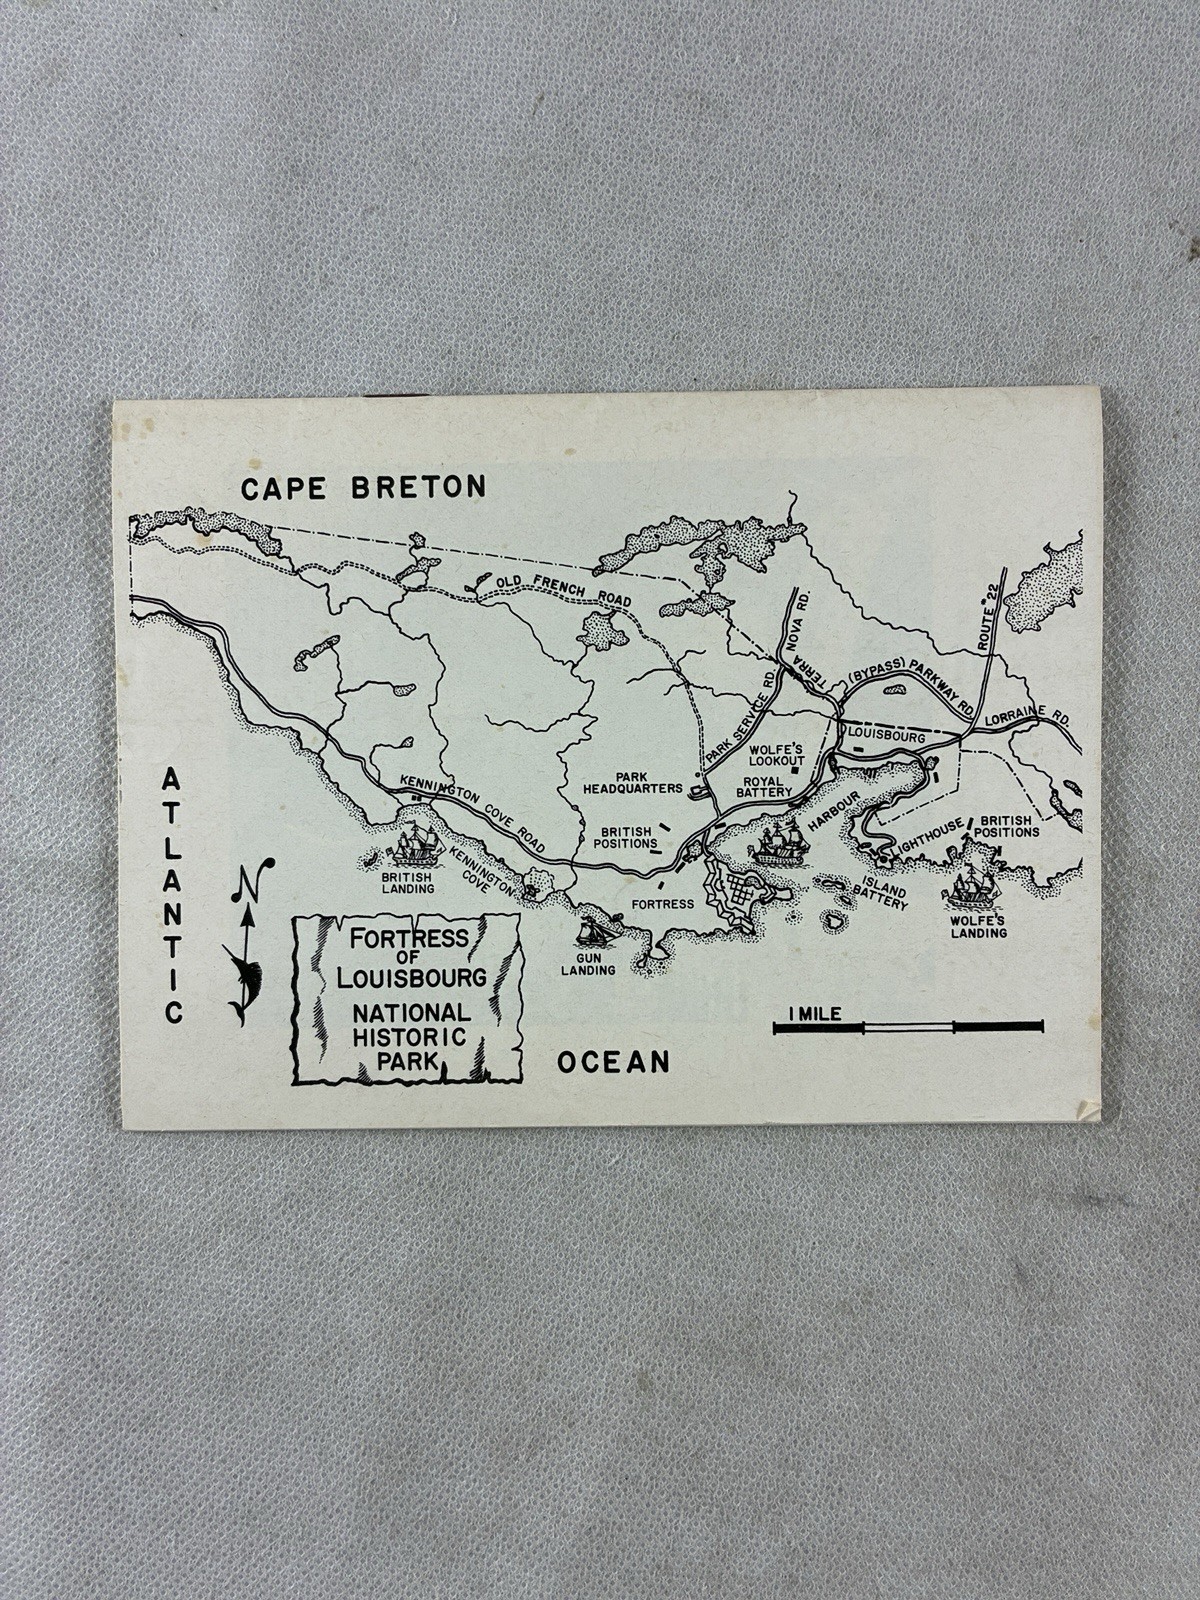 CAPE BRETON
OLD FRENCH ROAD
NOVA RD.
TERRA
ROUTE #22
(BYPASS) PARKWAY RD.
LORRAINE RD.
PARK SERVICE RD.
LOUISBOURG
WOLFE'S
LOOKOUT
PARK
HEADQUARTERS
ROYAL
BATTERY
KENNINGTON COVE ROAD
HARBOUR
BRITISH
POSITIONS
LIGHTHOUSE
BRITISH
POSITIONS
BRITISH
LANDING
KENNINGTON
COVE
ISLAND
BATTERY
FORTRESS
WOLFE'S
LANDING
GUN
LANDING
ATLANTIC
N
FORTRESS
OF
LOUISBOURG
NATIONAL
HISTORIC
PARK
1 MILE
OCEAN